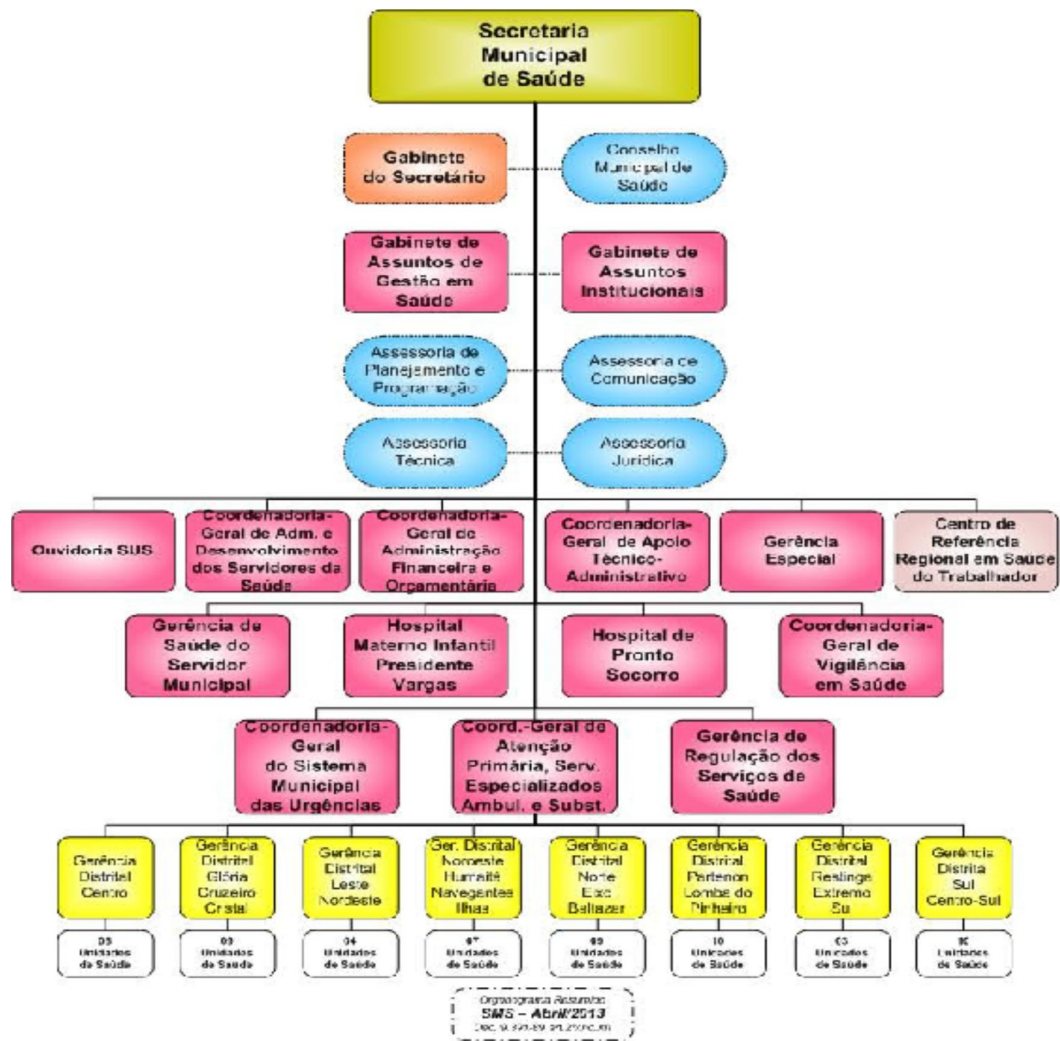 Secretaria
Municipal
de Saúde
Gabinete
do Secretário
Conselho
Municipal de
Saúde
Gabinete de
Assuntos de
Gestão em
Saúde
Gabinete de
Assuntos
Institucionais
Assessoria de
Planejamento e
Programação
Assessoria de
Comunicação
Assessoria
Técnica
Assessoria
Jurídica
Ouvidoria SUS
Coordenadoria-
Geral de Adm. e
Desenvolvimento
dos Servidores da
Saúde
Coordenadoria-
Geral de
Administração
Financeira e
Orçamentária
Coordenadoria-
Geral de Apoio
Técnico-
Administrativo
Gerência
Especial
Centro de
Referência
Regional em Saúde
do Trabalhador
Gerência de
Saúde do
Servidor
Municipal
Hospital
Materno Infantil
Presidente
Vargas
Hospital de
Pronto
Socorro
Coordenadoria-
Geral de
Vigilância
em Saúde
Coordenadoria-
Geral
do Sistema
Municipal
das Urgências
Coord.-Geral de
Atenção
Primária, Serv.
Especializados
Ambul. e Subst.
Gerência de
Regulação dos
Serviços de
Saúde
Gerência
Distrital
Centro
Gerência
Distrital
Glória
Cruzeiro
Cristal
Gerência
Distrital
Leste
Nordeste
Ger. Distrital
Noroeste
Humaitá
Navegantes
Ilhas
Gerência
Distrital
Norte
Eixo
Baltazar
Gerência
Distrital
Partenon
Lomba do
Pinheiro
Gerência
Distrital
Restinga
Extremo
Sul
Gerência
Distrital
Sul
Centro-Sul
Unidades
de Saúde
Unidades
de Saúde
Unidades
de Saúde
Unidades
de Saúde
Unidades
de Saúde
10
Unidades
de Saúde
Unidades
de Saúde
Unidades
de Saúde
Organograma Resumido
SMS – Abril/2013